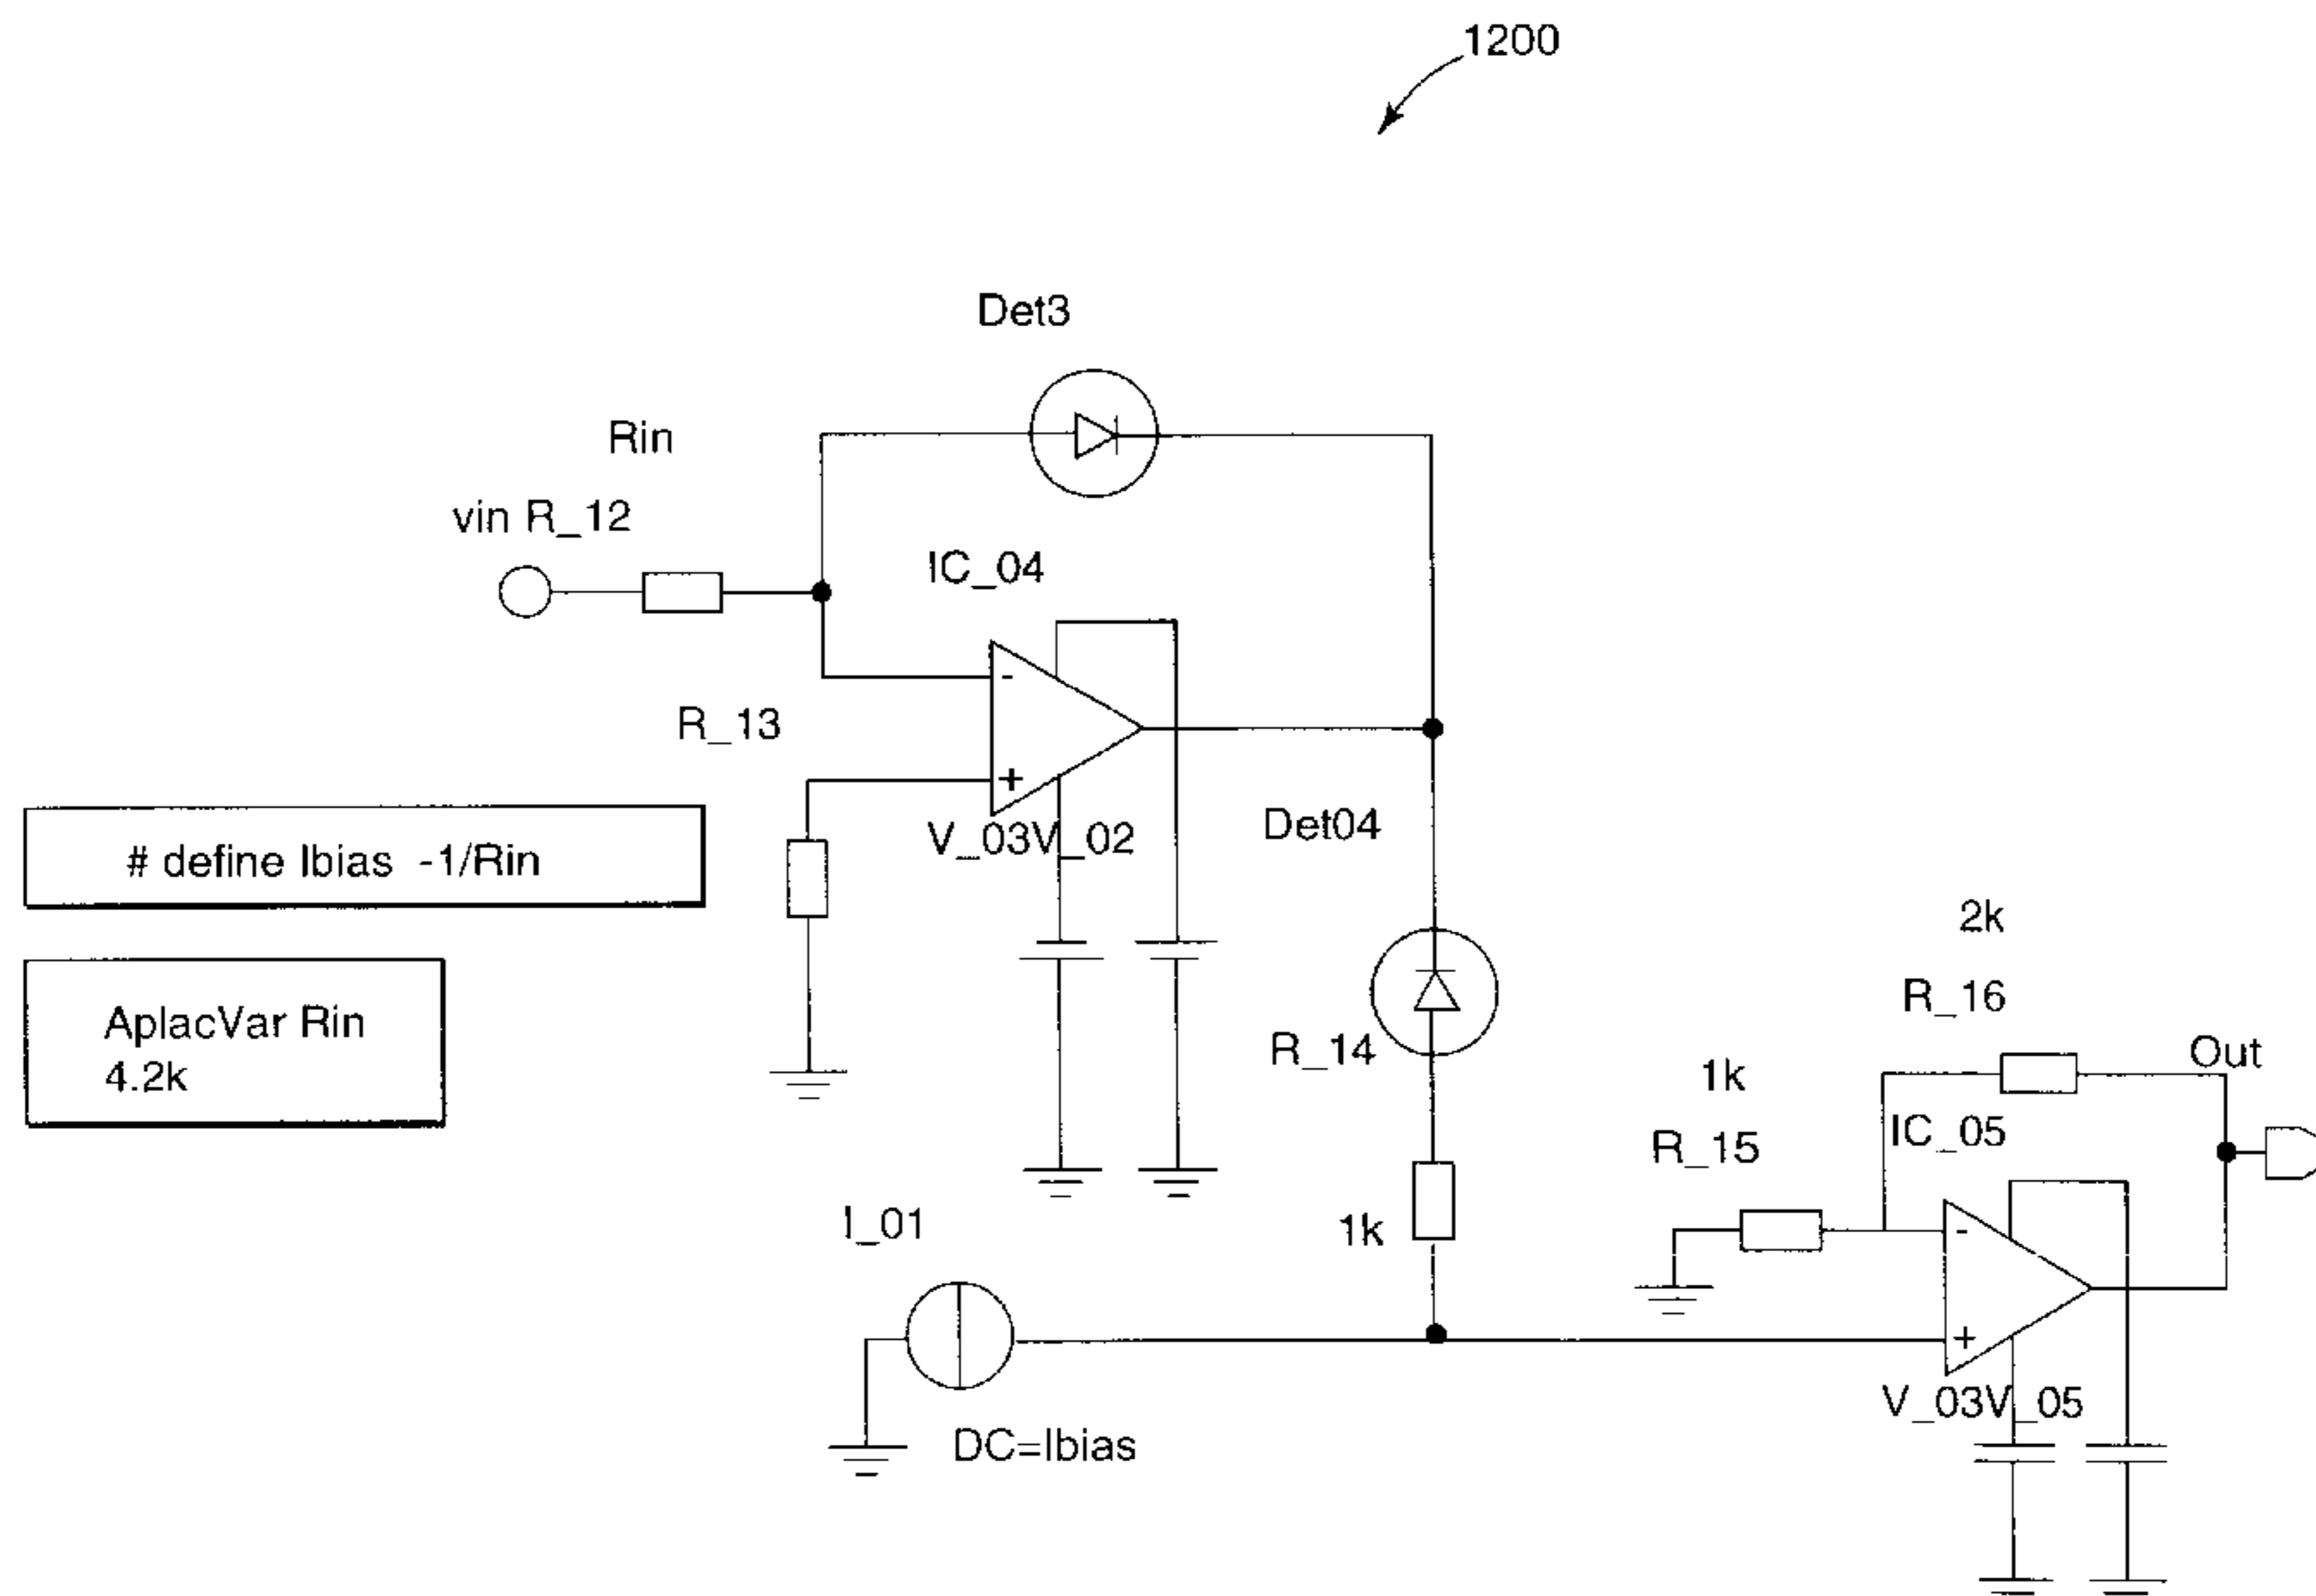 1200
Det3
Rin
vin R_12
IC_04
-
R_13
+
V_03V_02
Det04
# define Ibias -1/Rin
2k
AplacVar Rin
4.2k
R_16
R_14
Out
1k
IC_05
R_15
I_01
1k
-
+
V_03V_05
DC=Ibias